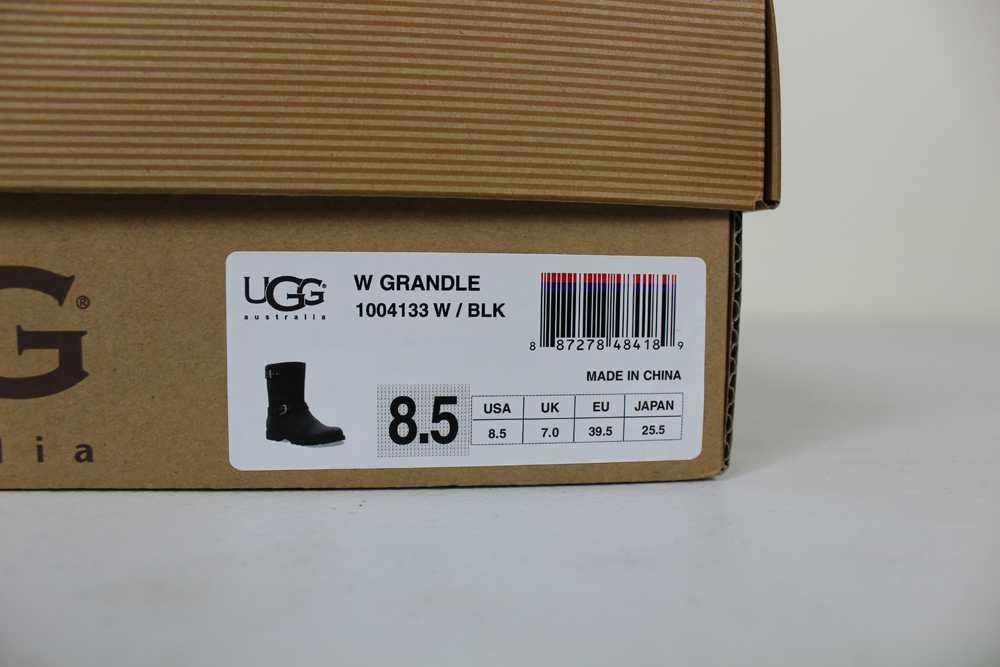 UGG®
australia
W GRANDLE
1004133 W / BLK
8 87278 48418 9
MADE IN CHINA
8.5
USA UK EU JAPAN
8.5 7.0 39.5 25.5
G®
lia